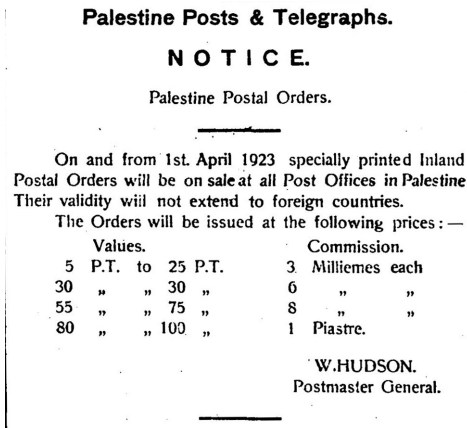 Palestine Posts & Telegraphs.
NOTICE.
Palestine Postal Orders.
On and from 1st. April 1923 specially printed Inland
Postal Orders will be on sale at all Post Offices in Palestine
Their validity will not extend to foreign countries.
The Orders will be issued at the following prices: —
Values. Commission.
5 P.T. to 25 P.T. 3 Milliemes each
30 „ „ 30 „ 6 „ „
55 „ „ 75 „ 8 „ „
80 „ „ 100 „ 1 Piastre.
W.HUDSON.
Postmaster General.